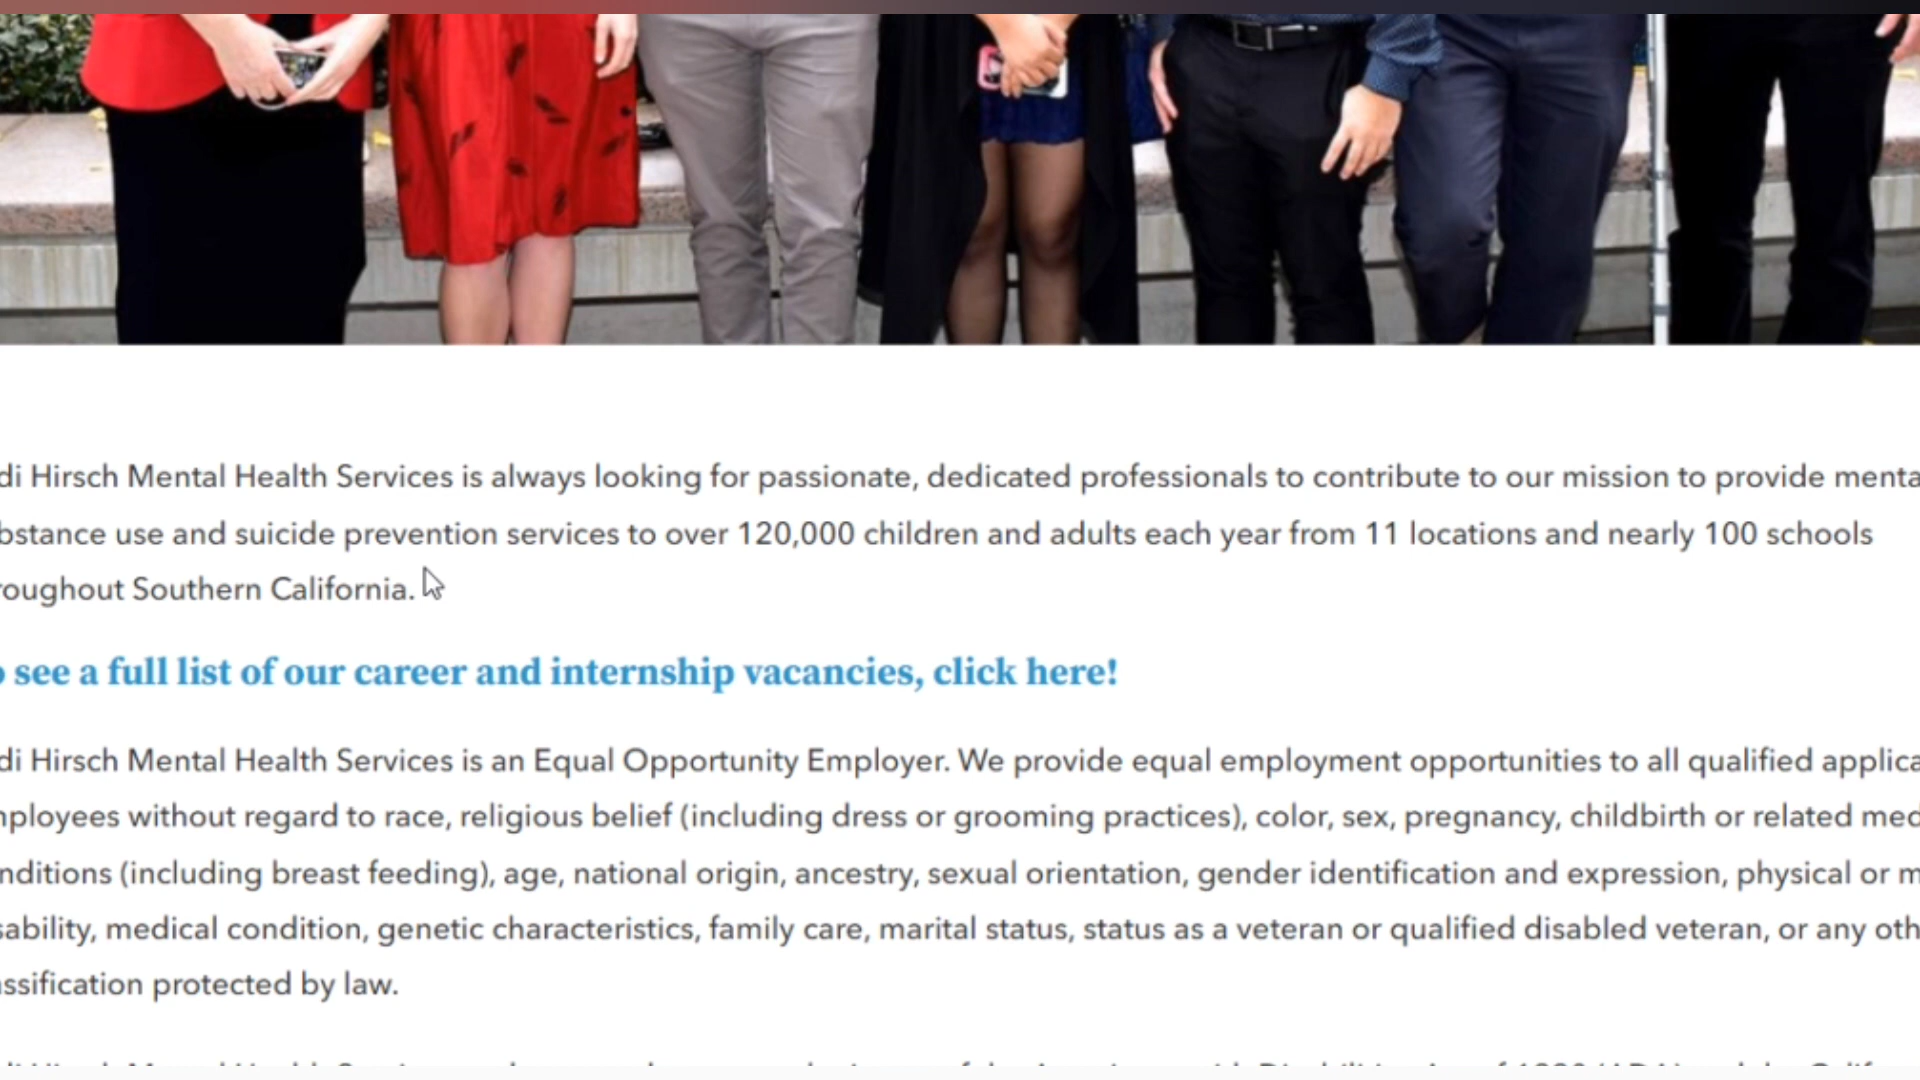 di Hirsch Mental Health Services is always looking for passionate, dedicated professionals to contribute to our mission to provide menta
bstance use and suicide prevention services to over 120,000 children and adults each year from 11 locations and nearly 100 schools
roughout Southern California.
o see a full list of our career and internship vacancies, click here!
di Hirsch Mental Health Services is an Equal Opportunity Employer. We provide equal employment opportunities to all qualified applica
mployees without regard to race, religious belief (including dress or grooming practices), color, sex, pregnancy, childbirth or related med
nditions (including breast feeding), age, national origin, ancestry, sexual orientation, gender identification and expression, physical or m
sability, medical condition, genetic characteristics, family care, marital status, status as a veteran or qualified disabled veteran, or any oth
assification protected by law.